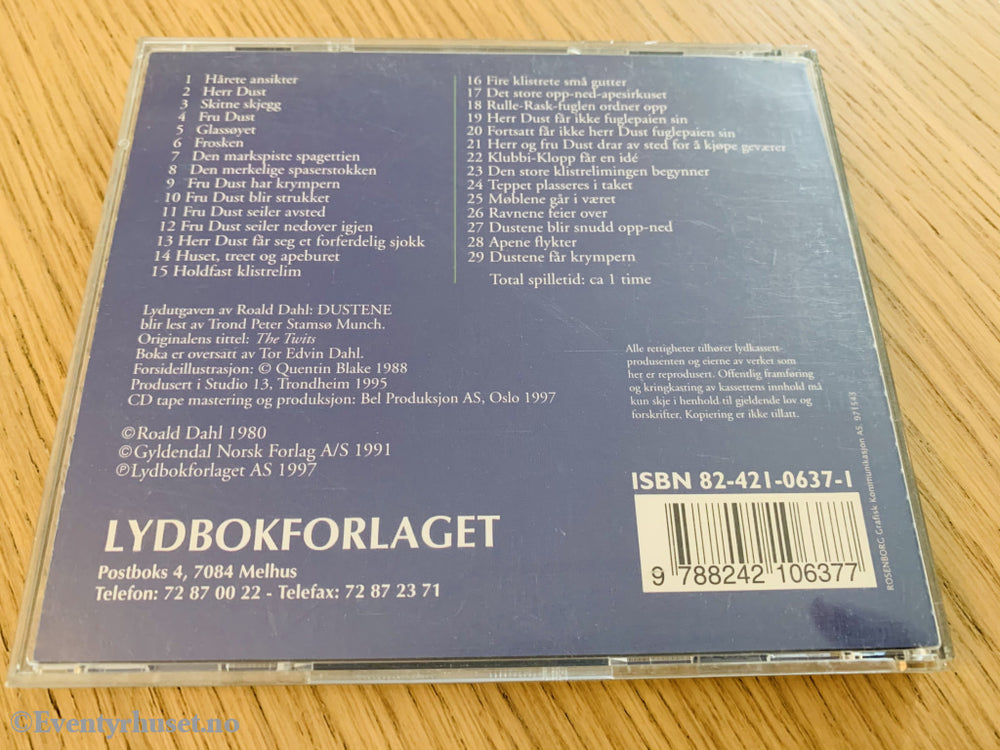 1 Hårete ansikter
2 Herr Dust
3 Skitne skjegg
4 Fru Dust
5 Glassøyet
6 Frosken
7 Den markspiste spagettien
8 Den merkelige spaserstokken
9 Fru Dust har krympern
10 Fru Dust blir strukket
11 Fru Dust seiler avsted
12 Fru Dust seiler nedover igjen
13 Herr Dust får seg et forferdelig sjokk
14 Huset, treet og apeburet
15 Holdfast klistrelim
16 Fire klistrete små gutter
17 Det store opp-ned-apesirkuset
18 Rulle-Rask-fuglen ordner opp
19 Herr Dust får ikke fuglepaien sin
20 Fortsatt får ikke herr Dust fuglepaien sin
21 Herr og fru Dust drar av sted for å kjøpe geværer
22 Klubbi-Klopp får en idé
23 Den store klistrelimingen begynner
24 Teppet plasseres i taket
25 Møblene går i været
26 Ravnene feier over
27 Dustene blir snudd opp-ned
28 Apene flykter
29 Dustene får krympern
Total spilletid: ca 1 time
Lydutgaven av Roald Dahl: DUSTENE
blir lest av Trond Peter Stamsø Munch.
Originalens tittel: The Twits
Boka er oversatt av Tor Edvin Dahl.
Forsideillustrasjon: © Quentin Blake 1988
Produsert i Studio 13, Trondheim 1995
CD tape mastering og produksjon: Bel Produksjon AS, Oslo 1997
©Roald Dahl 1980
©Gyldendal Norsk Forlag A/S 1991
℗Lydbokforlaget AS 1997
LYDBOKFORLAGET
Postboks 4, 7084 Melhus
Telefon: 72 87 00 22 - Telefax: 72 87 23 71
Alle rettigheter tilhører lydkassett-
produsenten og eierne av verket som
her er reprodusert. Offentlig framføring
og kringkasting av kassettens innhold må
kun skje i henhold til gjeldende lov og
forskrifter. Kopiering er ikke tillatt.
ISBN 82-421-0637-1
9 788242 106377
ROSENBORG Grafisk Kommunikasjon AS. 971543
©Eventyrhuset.no